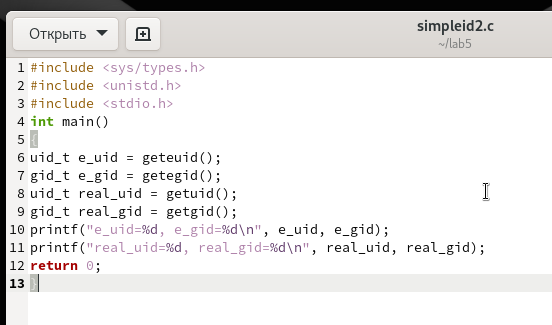 Открыть
simpleid2.c
~/lab5
1 #include <sys/types.h>
2 #include <unistd.h>
3 #include <stdio.h>
4 int main()
5 {
6 uid_t e_uid = geteuid();
7 gid_t e_gid = getegid();
8 uid_t real_uid = getuid();
9 gid_t real_gid = getgid();
10 printf("e_uid=%d, e_gid=%d\n", e_uid, e_gid);
11 printf("real_uid=%d, real_gid=%d\n", real_uid, real_gid);
12 return 0;
13 }